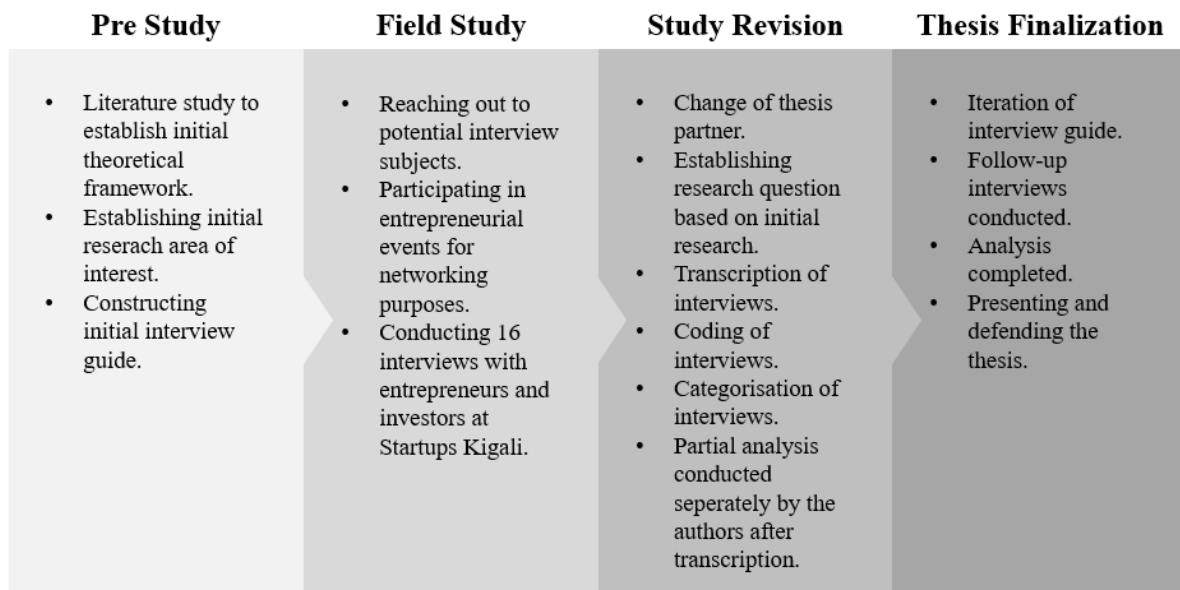 Pre Study
• Literature study to
establish initial
theoretical
framework.
• Establishing initial
reserach area of
interest.
• Constructing
initial interview
guide.
Field Study
• Reaching out to
potential interview
subjects.
• Participating in
entrepreneurial
events for
networking
purposes.
• Conducting 16
interviews with
entrepreneurs and
investors at
Startups Kigali.
Study Revision
• Change of thesis
partner.
• Establishing
research question
based on initial
research.
• Transcription of
interviews.
• Coding of
interviews.
• Categorisation of
interviews.
• Partial analysis
conducted
seperately by the
authors after
transcription.
Thesis Finalization
• Iteration of
interview guide.
• Follow-up
interviews
conducted.
• Analysis
completed.
• Presenting and
defending the
thesis.